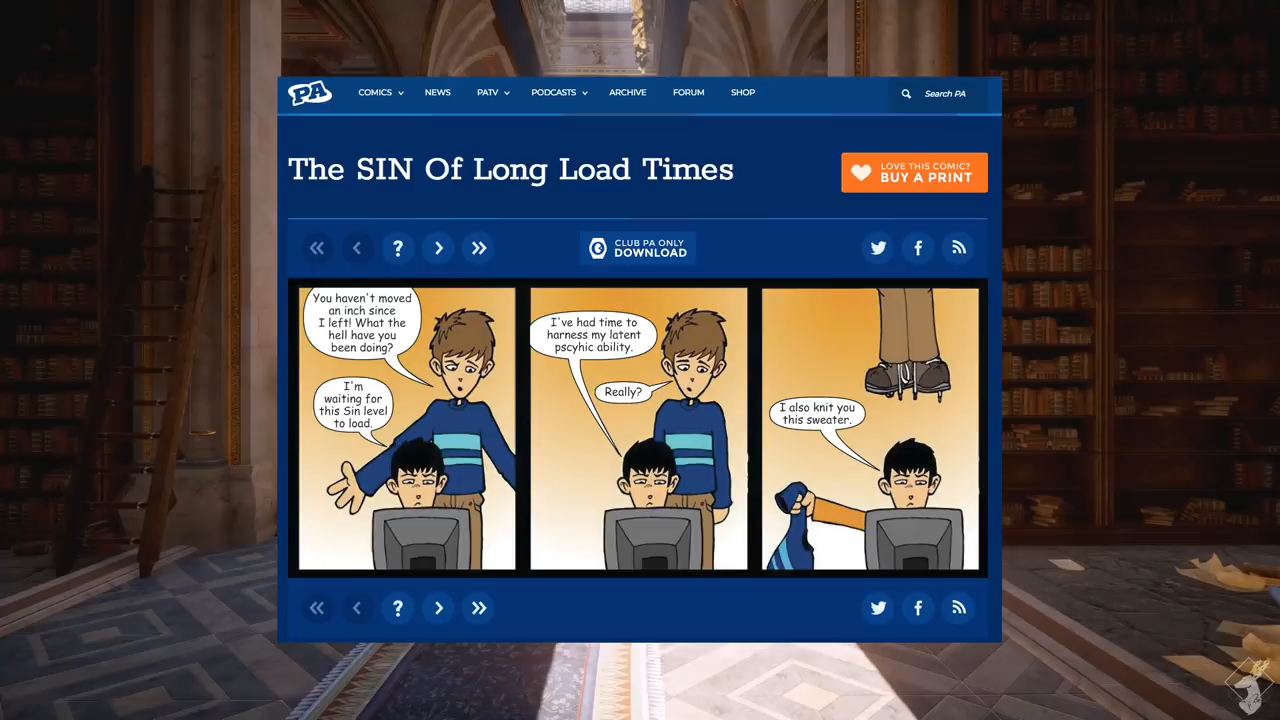 PA
COMICS
NEWS
PATV
PODCASTS
ARCHIVE
FORUM
SHOP
Search PA
The SIN Of Long Load Times
LOVE THIS COMIC?
BUY A PRINT
?
CLUB PA ONLY
DOWNLOAD
You haven't moved
an inch since
I left! What the
hell have you
been doing?
I'm
waiting for
this Sin level
to load.
I've had time to
harness my latent
pscyhic ability.
Really?
I also knit you
this sweater.
?